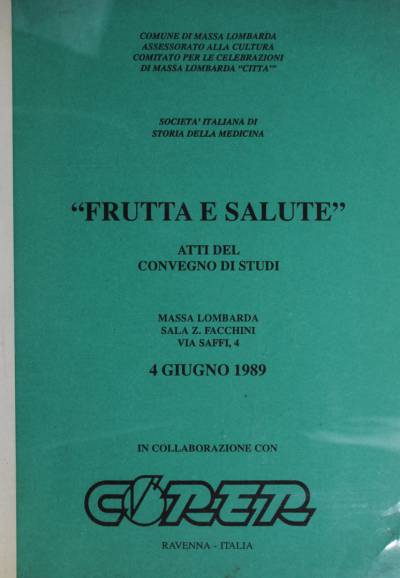 COMUNE DI MASSA LOMBARDA
ASSESSORATO ALLA CULTURA
COMITATO PER LE CELEBRAZIONI
DI MASSA LOMBARDA "CITTA'"
SOCIETA' ITALIANA DI
STORIA DELLA MEDICINA
"FRUTTA E SALUTE"
ATTI DEL
CONVEGNO DI STUDI
MASSA LOMBARDA
SALA Z. FACCHINI
VIA SAFFI, 4
4 GIUGNO 1989
IN COLLABORAZIONE CON
CORER
RAVENNA - ITALIA